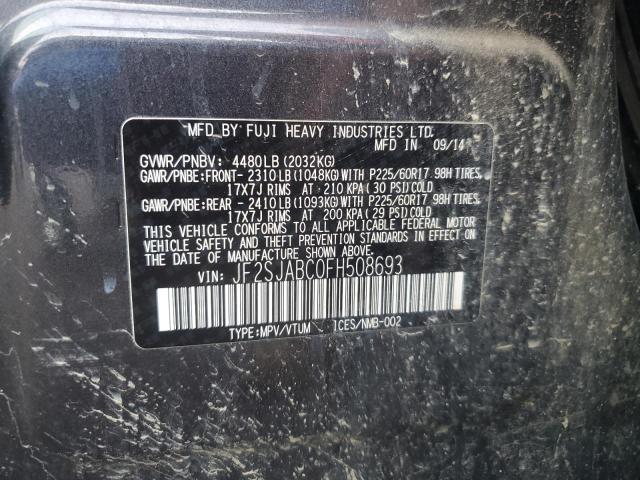 MFD BY FUJI HEAVY INDUSTRIES LTD.
MFD IN 09/14
GVWR/PNBV: 4480LB(2032KG)
GAWR/PNBE:FRONT- 2310LB(1048KG)WITH P225/60R17 98H TIRES,
17X7J RIMS AT 210 KPA(30 PSI)COLD
GAWR/PNBE:REAR - 2410LB(1093KG)WITH P225/60R17 98H TIRES,
17X7J RIMS AT 200 KPA(29 PSI)COLD
THIS VEHICLE CONFORMS TO ALL APPLICABLE FEDERAL MOTOR
VEHICLE SAFETY AND THEFT PREVENTION STANDARDS IN EFFECT ON
THE DATE OF MANUFACTURE SHOWN ABOVE.
VIN: JF2SJABC0FH508693
TYPE:MPV/VTUM ICES/NMB-002